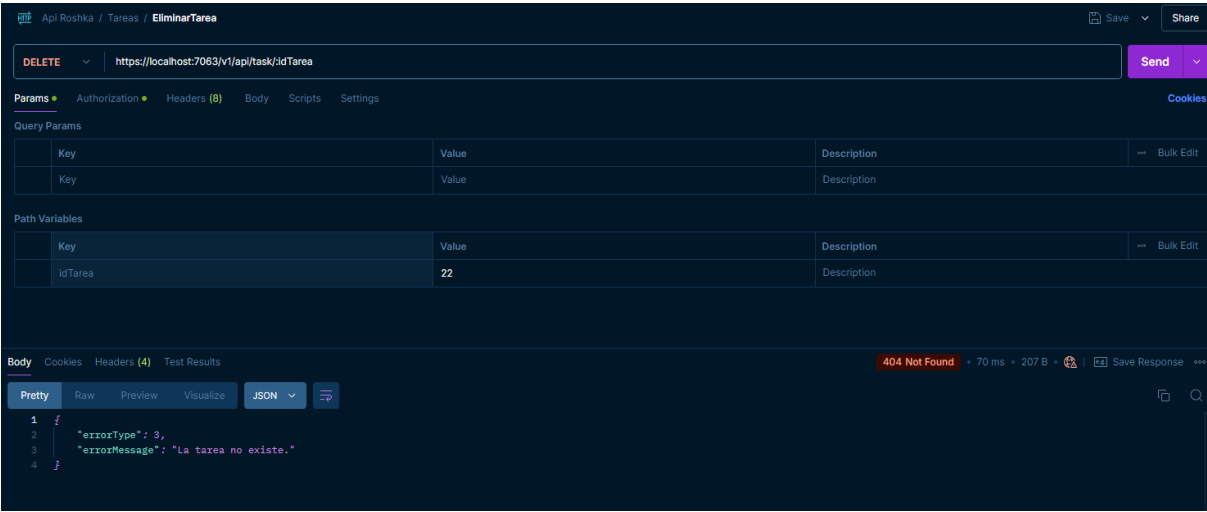 HTTP Api Roshka / Tareas / EliminarTarea Save Share
DELETE https://localhost:7063/v1/api/task/:idTarea Send
Params Authorization Headers (8) Body Scripts Settings Cookies
Query Params
Key Value Description Bulk Edit
Key Value Description
Path Variables
Key Value Description Bulk Edit
idTarea 22 Description
Body Cookies Headers (4) Test Results 404 Not Found 70 ms 207 B e.g. Save Response
Pretty Raw Preview Visualize JSON
1 {
2 "errorType": 3,
3 "errorMessage": "La tarea no existe."
4 }